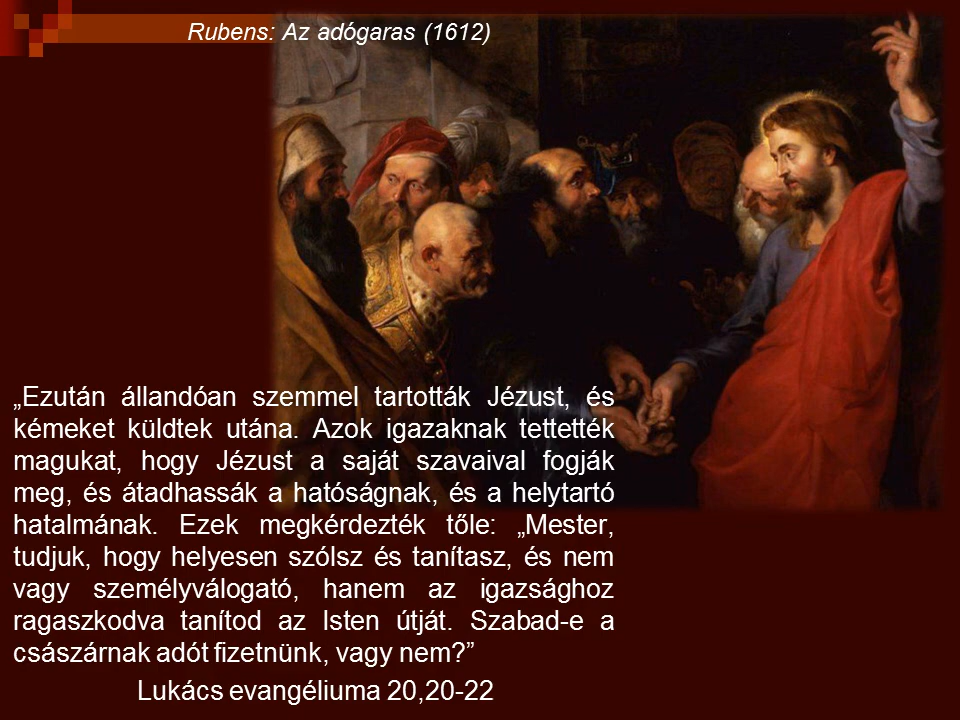 Rubens: Az adógaras (1612)
„Ezután állandóan szemmel tartották Jézust, és
kémeket küldtek utána. Azok igazaknak tettették
magukat, hogy Jézust a saját szavaival fogják
meg, és átadhassák a hatóságnak, és a helytartó
hatalmának. Ezek megkérdezték tőle: „Mester,
tudjuk, hogy helyesen szólsz és tanítasz, és nem
vagy személyválogató, hanem az igazsághoz
ragaszkodva tanítod az Isten útját. Szabad-e a
császárnak adót fizetnünk, vagy nem?”
Lukács evangéliuma 20,20-22